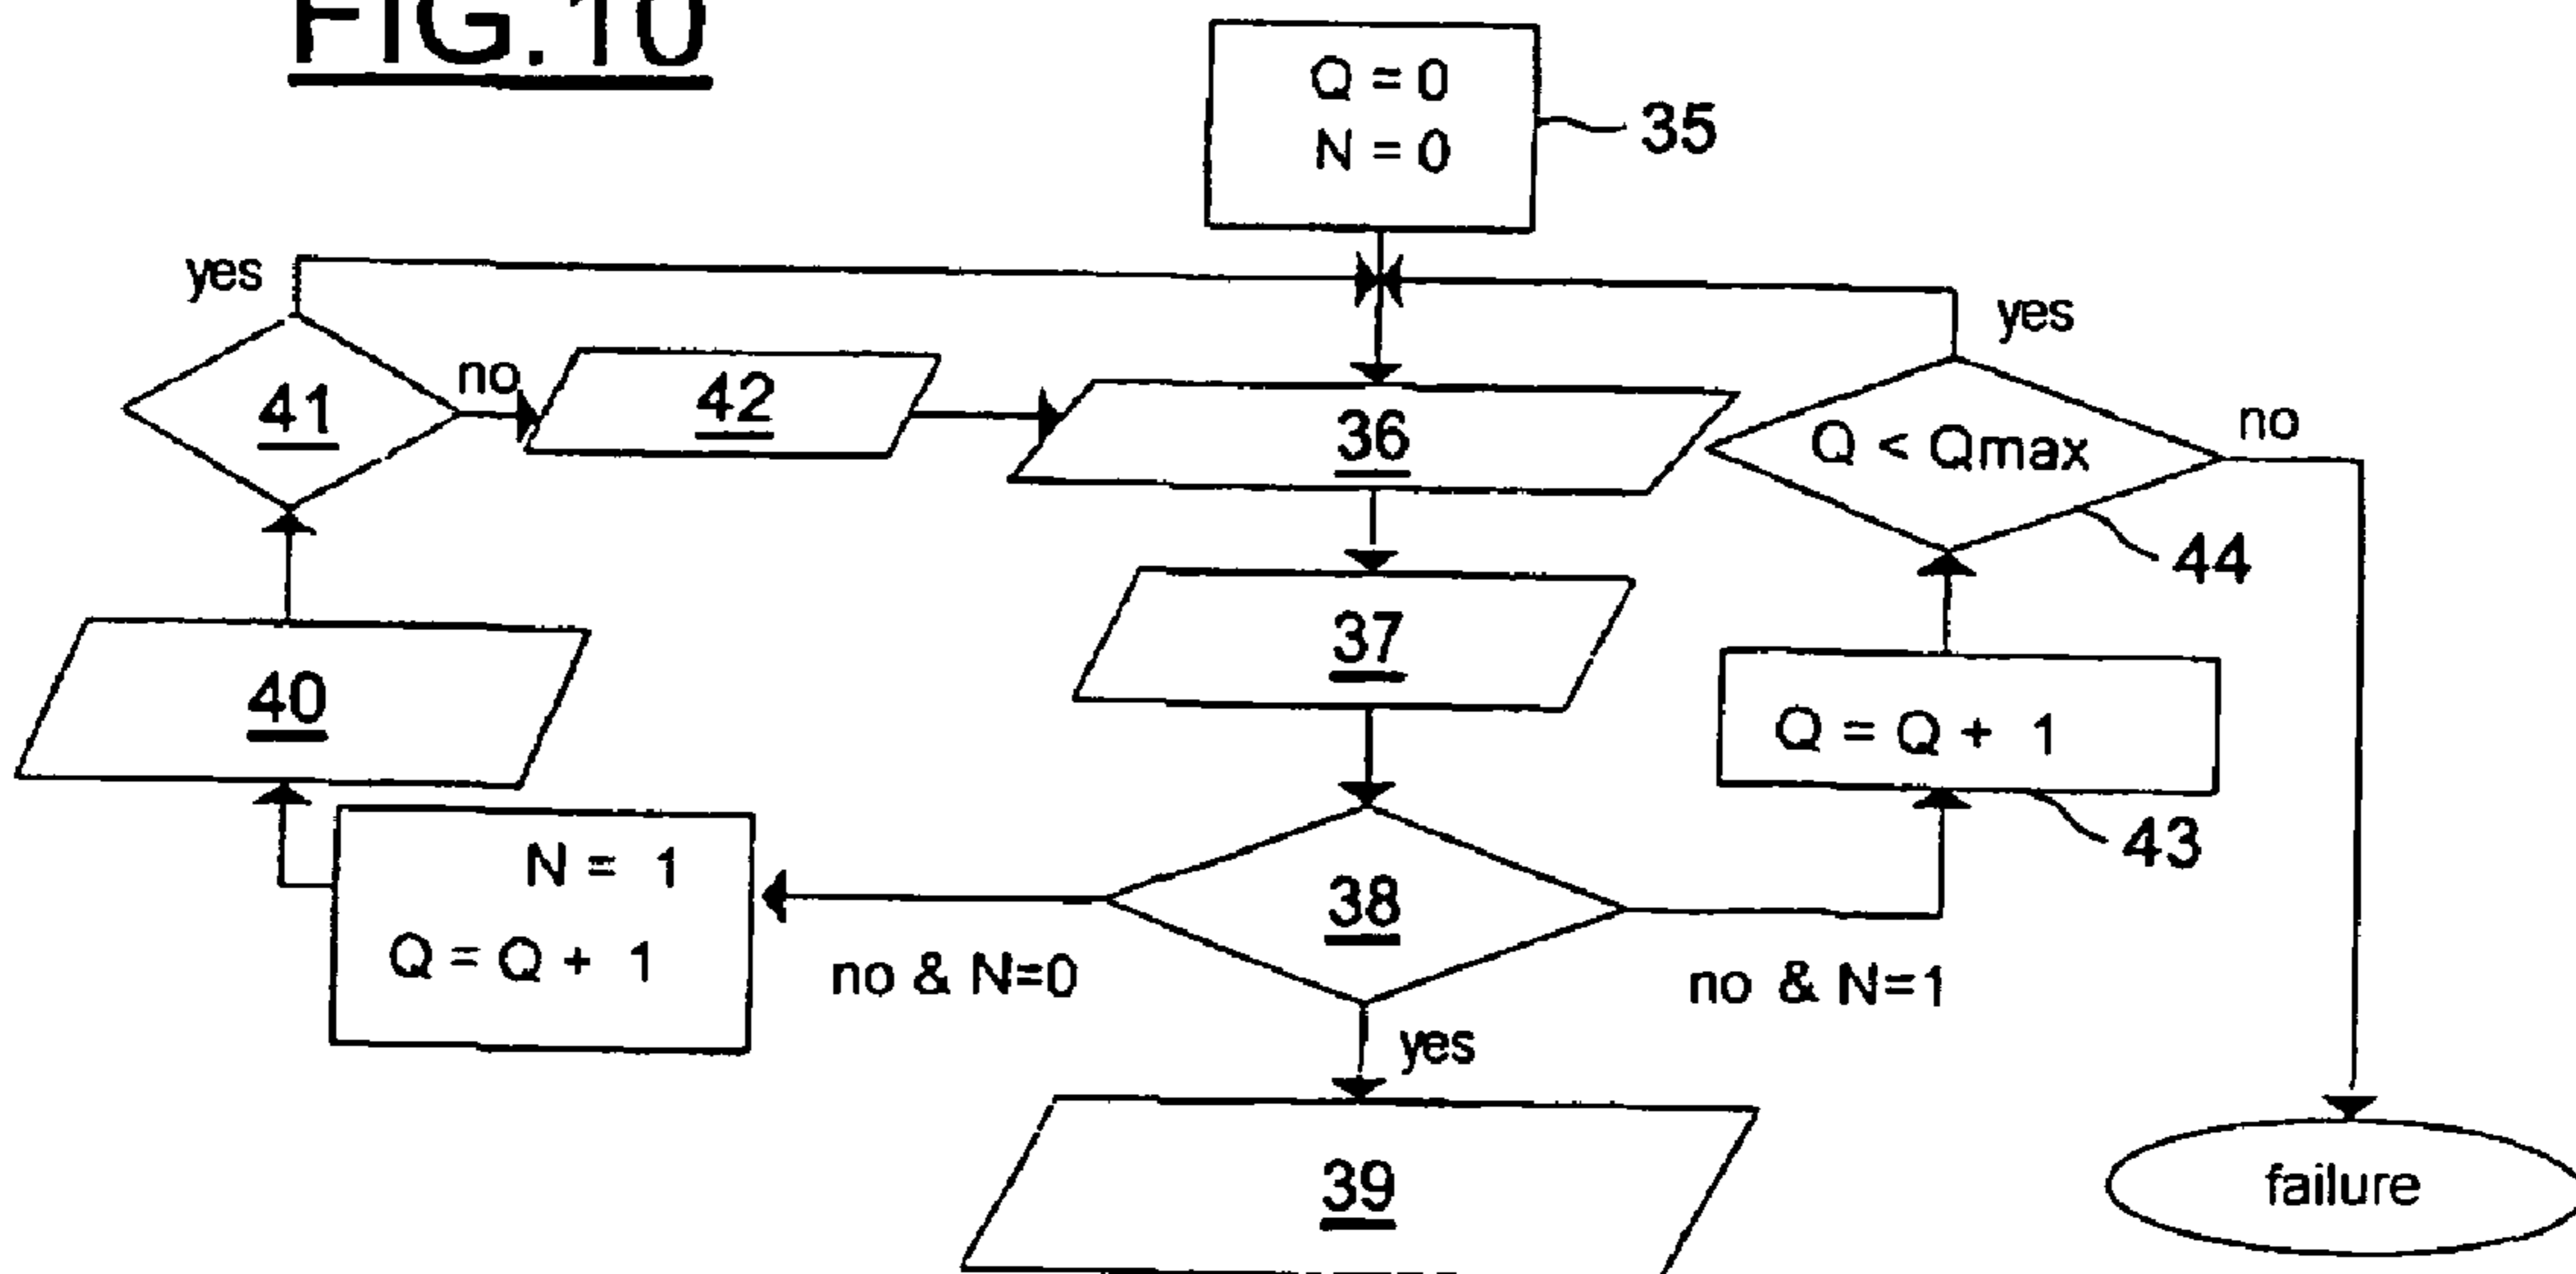 FIG.10
Q = 0
N = 0
35
yes
yes
41
no
42
36
Q < Qmax
no
44
37
40
Q = Q + 1
43
N = 1
Q = Q + 1
38
no & N=0
no & N=1
yes
39
failure